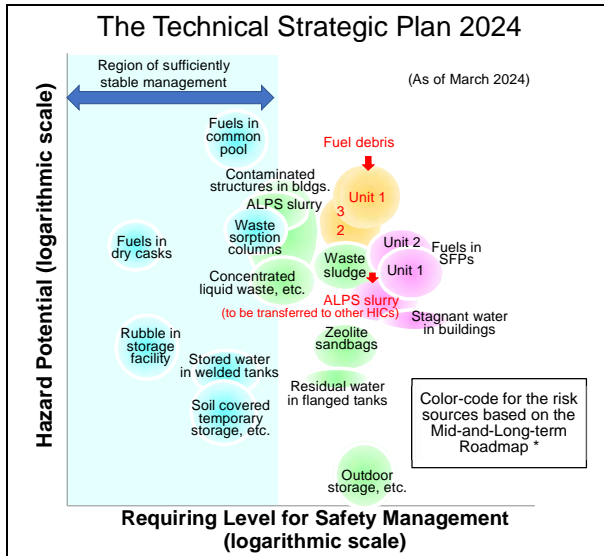 The Technical Strategic Plan 2024
Region of sufficiently
stable management
(As of March 2024)
Fuels in
common
pool
Fuel debris
Contaminated
structures in bldgs.
ALPS slurry
Unit 1
3
2
Fuels in
dry casks
Waste
sorption
columns
Waste
sludge
Unit 2
Unit 1
Fuels in
SFPs
Concentrated
liquid waste, etc.
ALPS slurry
(to be transferred to other HICs)
Stagnant water
in buildings
Rubble in
storage
facility
Zeolite
sandbags
Stored water
in welded tanks
Residual water
in flanged tanks
Soil covered
temporary
storage, etc.
Color-code for the risk
sources based on the
Mid-and-Long-term
Roadmap *
Outdoor
storage, etc.
Hazard Potential (logarithmic scale)
Requiring Level for Safety Management
(logarithmic scale)